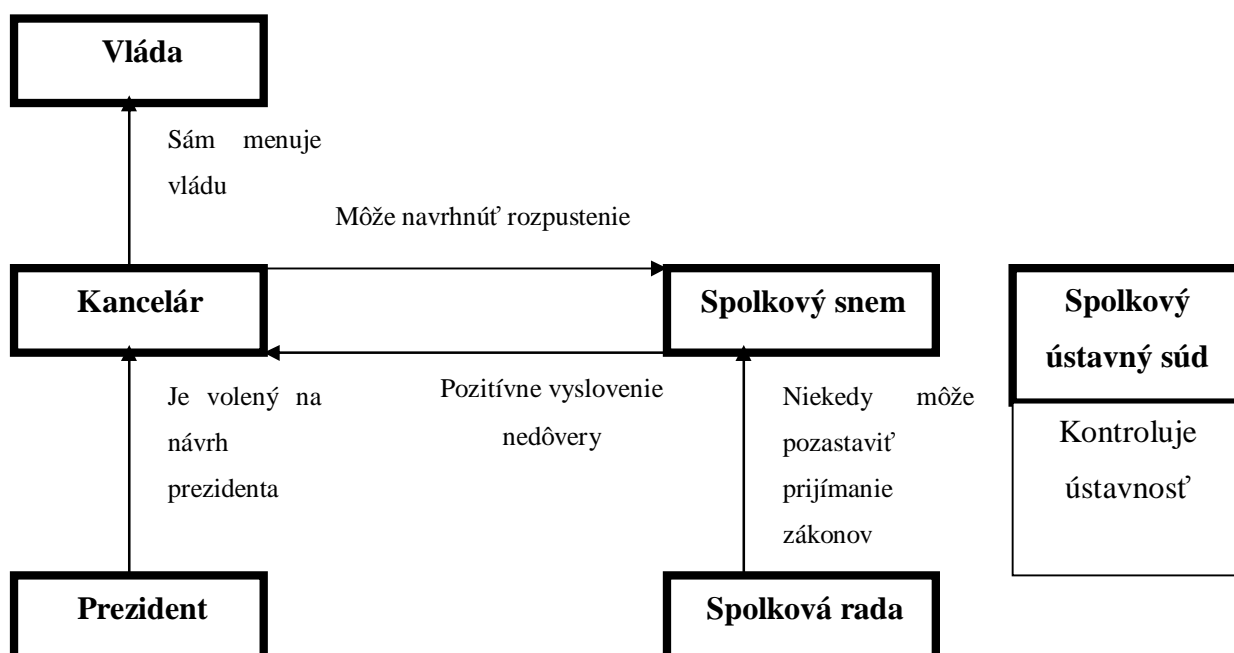 Vláda
Sám menuje
vládu
Môže navrhnúť rozpustenie
Kancelár
Spolkový snem
Spolkový
ústavný súd
Je volený na
návrh
prezidenta
Pozitívne vyslovenie
nedôvery
Niekedy môže
pozastaviť
prijímanie
zákonov
Kontroluje
ústavnosť
Prezident
Spolková rada